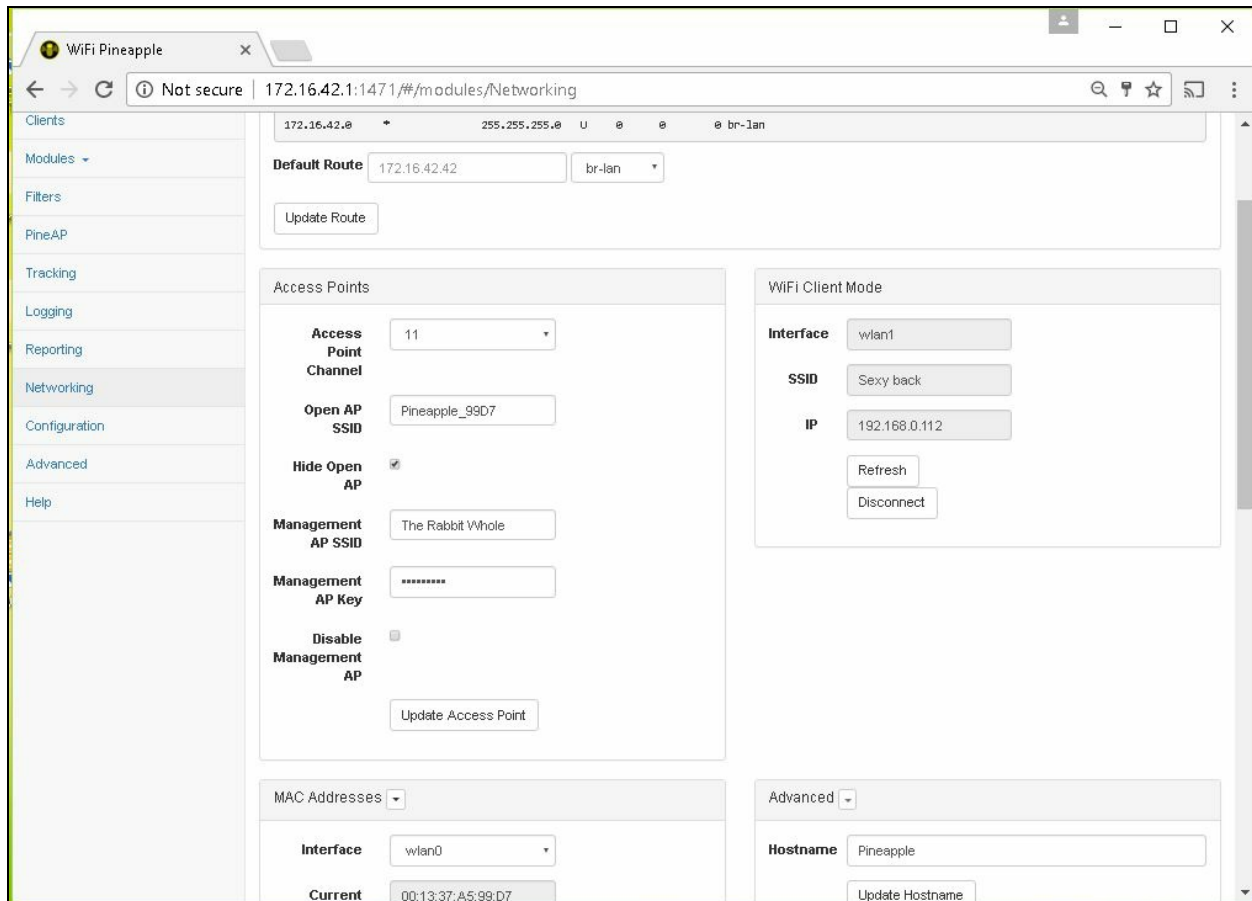 WiFi Pineapple
Not secure | 172.16.42.1:1471/#/modules/Networking
Clients
Modules
Filters
PineAP
Tracking
Logging
Reporting
Networking
Configuration
Advanced
Help
172.16.42.0 * 255.255.255.0 U 0 0 0 br-lan
Default Route 172.16.42.42 br-lan
Update Route
Access Points
Access Point Channel 11
Open AP SSID Pineapple_99D7
Hide Open AP
Management AP SSID The Rabbit Whole
Management AP Key •••••••••
Disable Management AP
Update Access Point
WiFi Client Mode
Interface wlan1
SSID Sexy back
IP 192.168.0.112
Refresh
Disconnect
MAC Addresses
Interface wlan0
Current 00:13:37:A5:99:D7
Advanced
Hostname Pineapple
Update Hostname